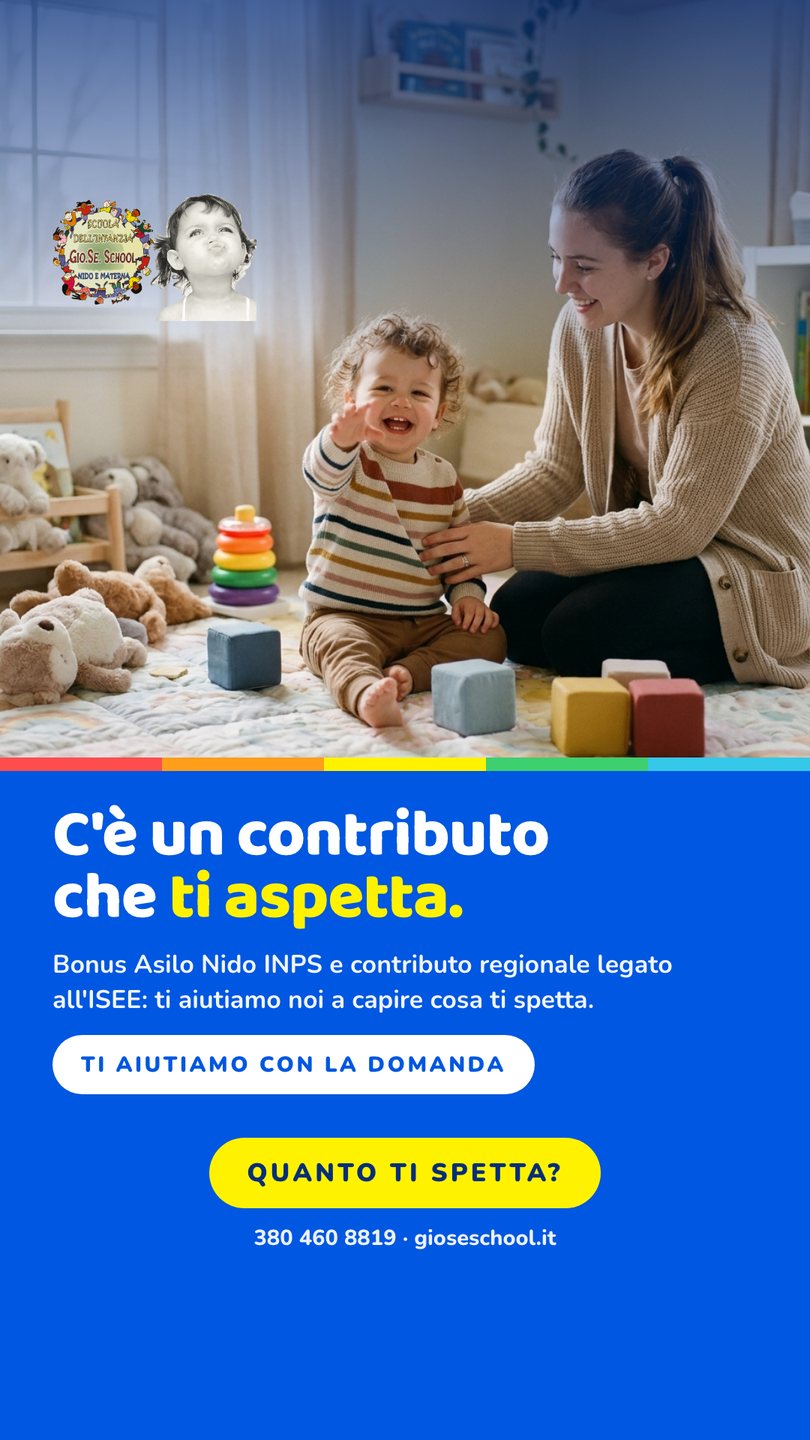 SCUOLA
DELL'INFANZIA
GIO.SE. SCHOOL
NIDO E MATERNA
C'è un contributo
che ti aspetta.
Bonus Asilo Nido INPS e contributo regionale legato
all'ISEE: ti aiutiamo noi a capire cosa ti spetta.
TI AIUTIAMO CON LA DOMANDA
QUANTO TI SPETTA?
380 460 8819 · gioseschool.it